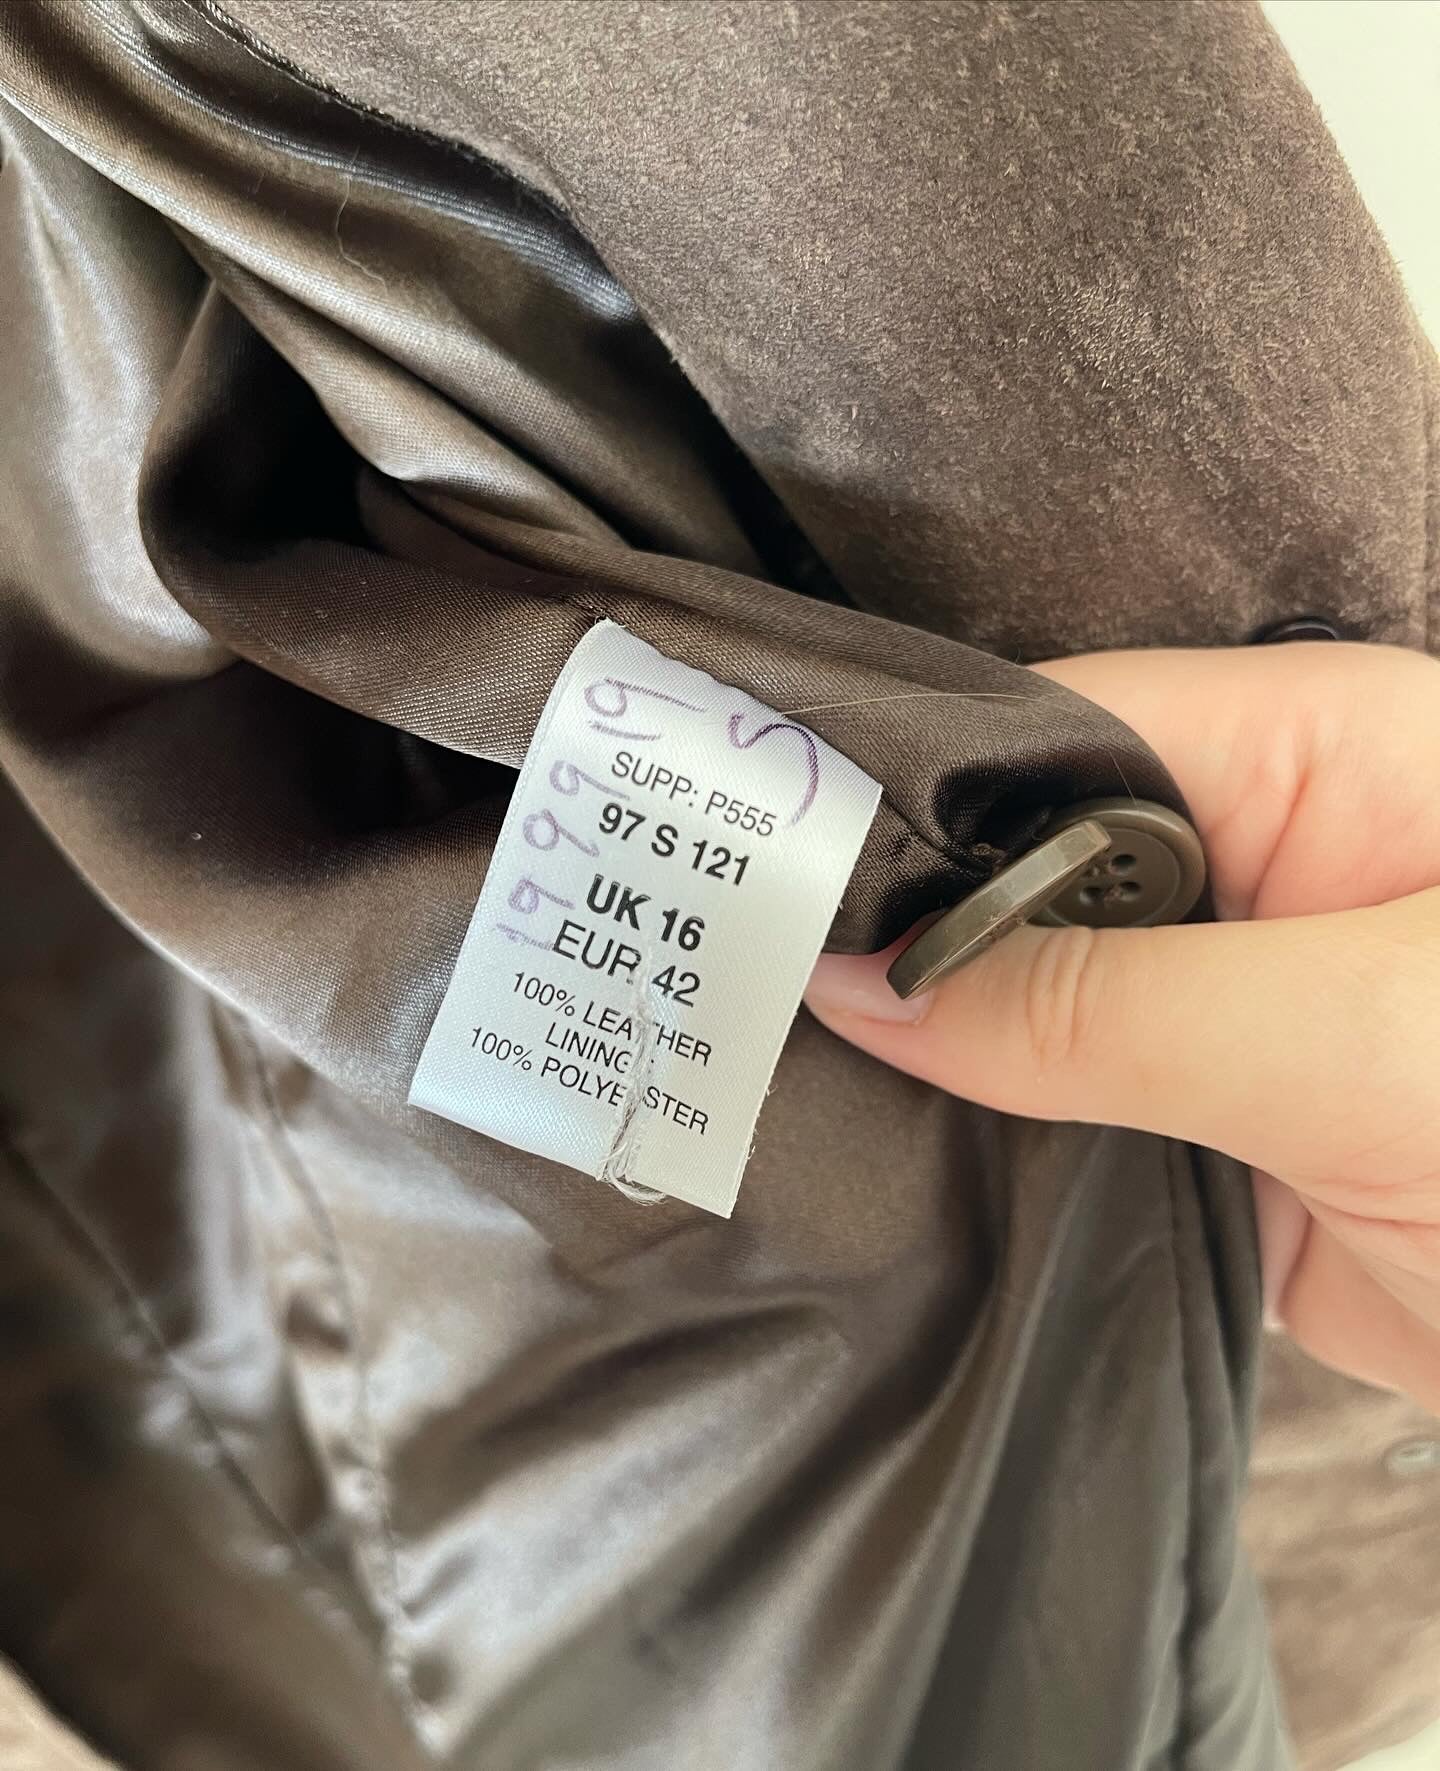 SUPP: P555
97 S 121
UK 16
EUR 42
100% LEATHER
LINING:
100% POLYESTER